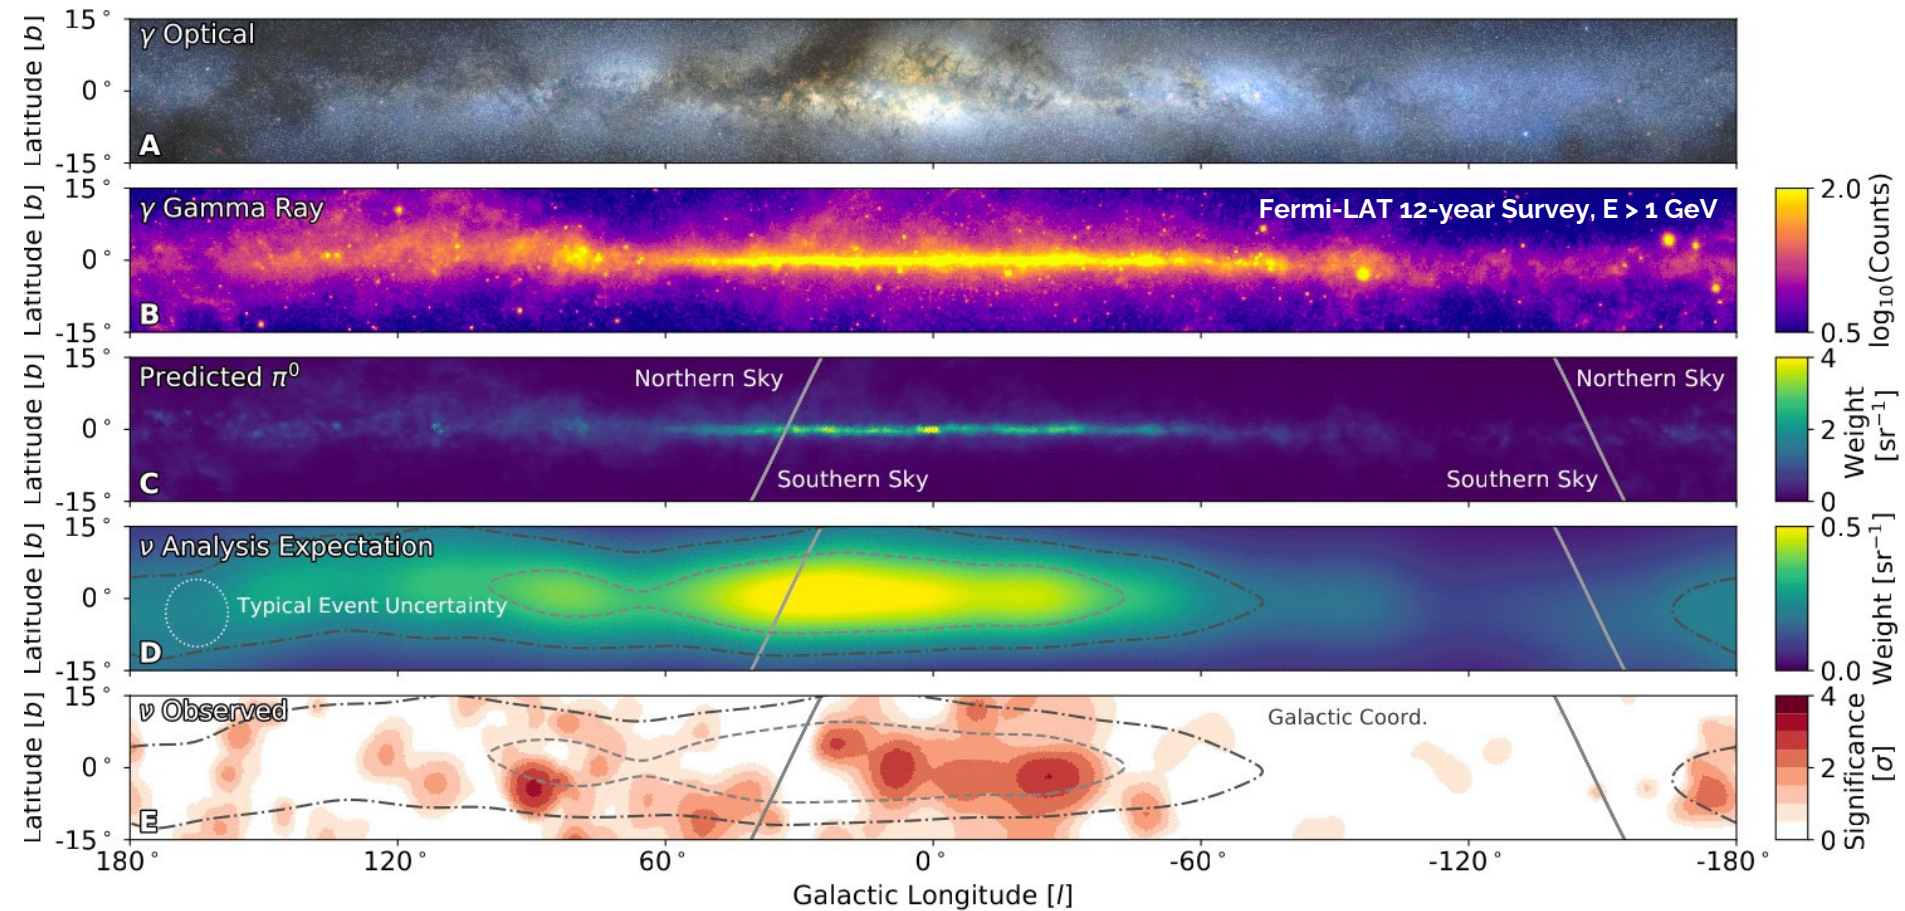 15°
γ Optical
Latitude [b]
0°
A
-15°
15°
γ Gamma Ray
Fermi-LAT 12-year Survey, E > 1 GeV
Latitude [b]
0°
B
-15°
2.0
0.5
log₁₀(Counts)
15°
Predicted π⁰
Northern Sky
Northern Sky
Latitude [b]
0°
Southern Sky
Southern Sky
C
-15°
4
2
0
Weight
[sr⁻¹]
15°
ν Analysis Expectation
Latitude [b]
0°
Typical Event Uncertainty
D
-15°
0.5
0.0
Weight [sr⁻¹]
15°
ν Observed
Galactic Coord.
Latitude [b]
0°
E
-15°
4
2
0
Significance
[σ]
180°
120°
60°
0°
-60°
-120°
-180°
Galactic Longitude [l]